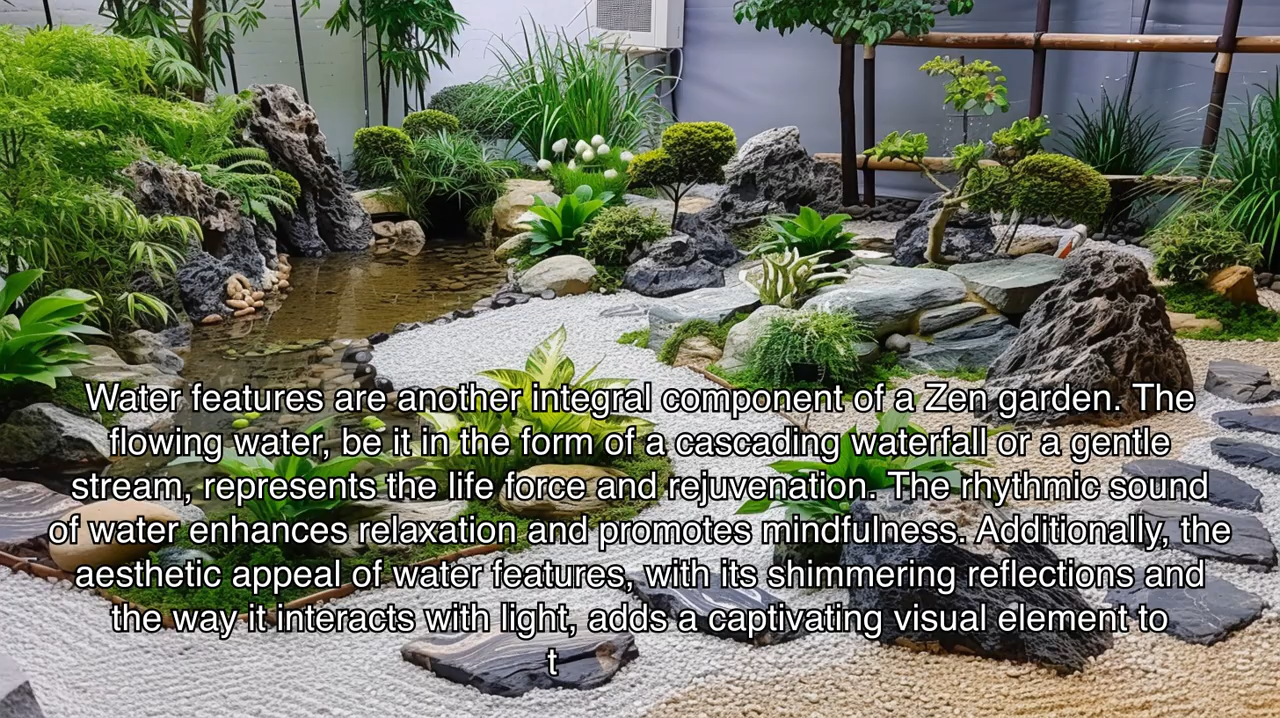 Water features are another integral component of a Zen garden. The
flowing water, be it in the form of a cascading waterfall or a gentle
stream, represents the life force and rejuvenation. The rhythmic sound
of water enhances relaxation and promotes mindfulness. Additionally, the
aesthetic appeal of water features, with its shimmering reflections and
the way it interacts with light, adds a captivating visual element to
t